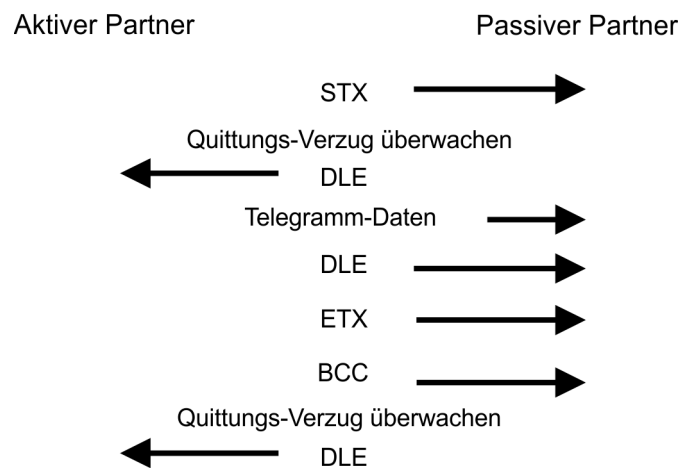 Aktiver Partner Passiver Partner
STX
Quittungs-Verzug überwachen
DLE
Telegramm-Daten
DLE
ETX
BCC
Quittungs-Verzug überwachen
DLE